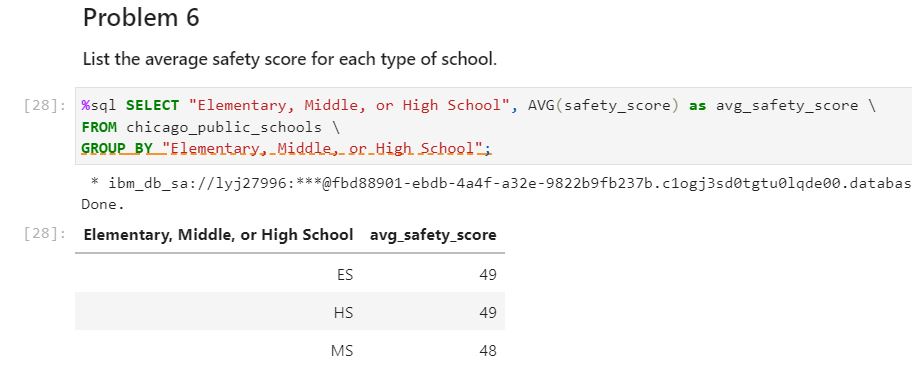 Problem 6
List the average safety score for each type of school.
[28]: %sql SELECT "Elementary, Middle, or High School", AVG(safety_score) as avg_safety_score \
FROM chicago_public_schools \
GROUP BY "Elementary, Middle, or High School";
* ibm_db_sa://lyj27996:***@fbd88901-ebdb-4a4f-a32e-9822b9fb237b.c1ogj3sd0tgtu0lqde00.databas
Done.
[28]: Elementary, Middle, or High School avg_safety_score
ES 49
HS 49
MS 48